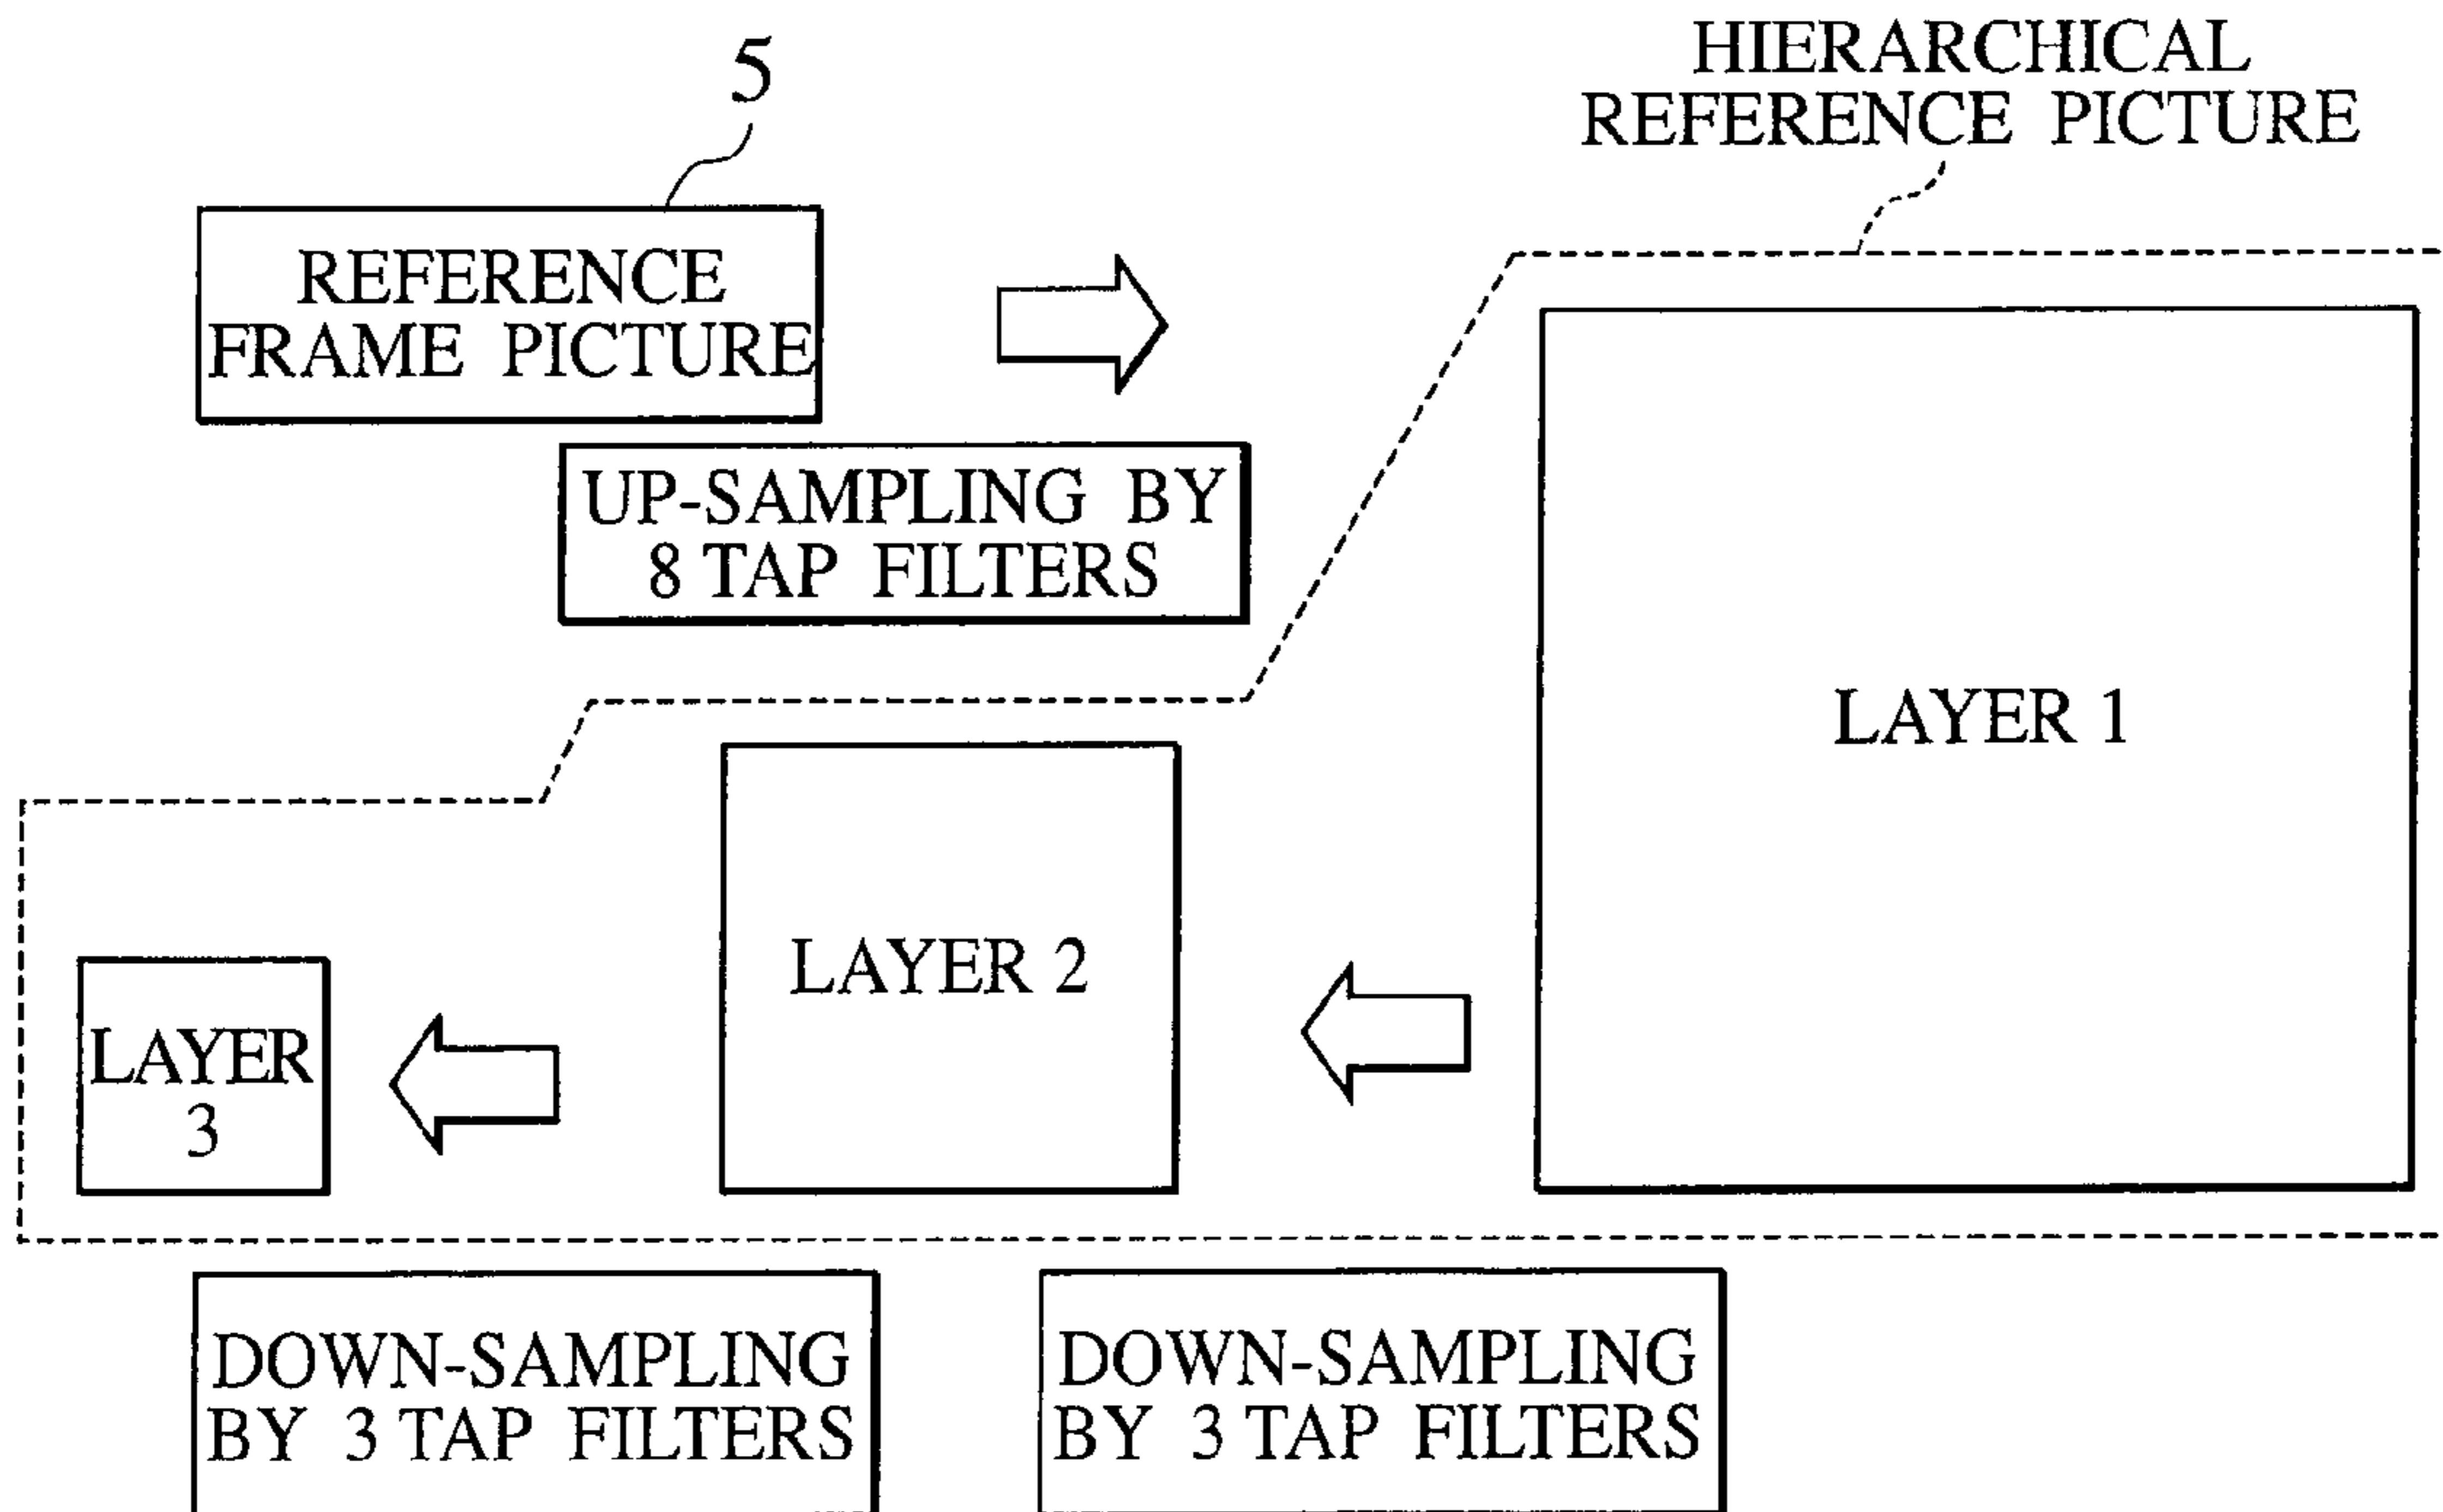 5
HIERARCHICAL
REFERENCE PICTURE
REFERENCE
FRAME PICTURE
UP-SAMPLING BY
8 TAP FILTERS
LAYER 1
LAYER 2
LAYER
3
DOWN-SAMPLING
BY 3 TAP FILTERS
DOWN-SAMPLING
BY 3 TAP FILTERS